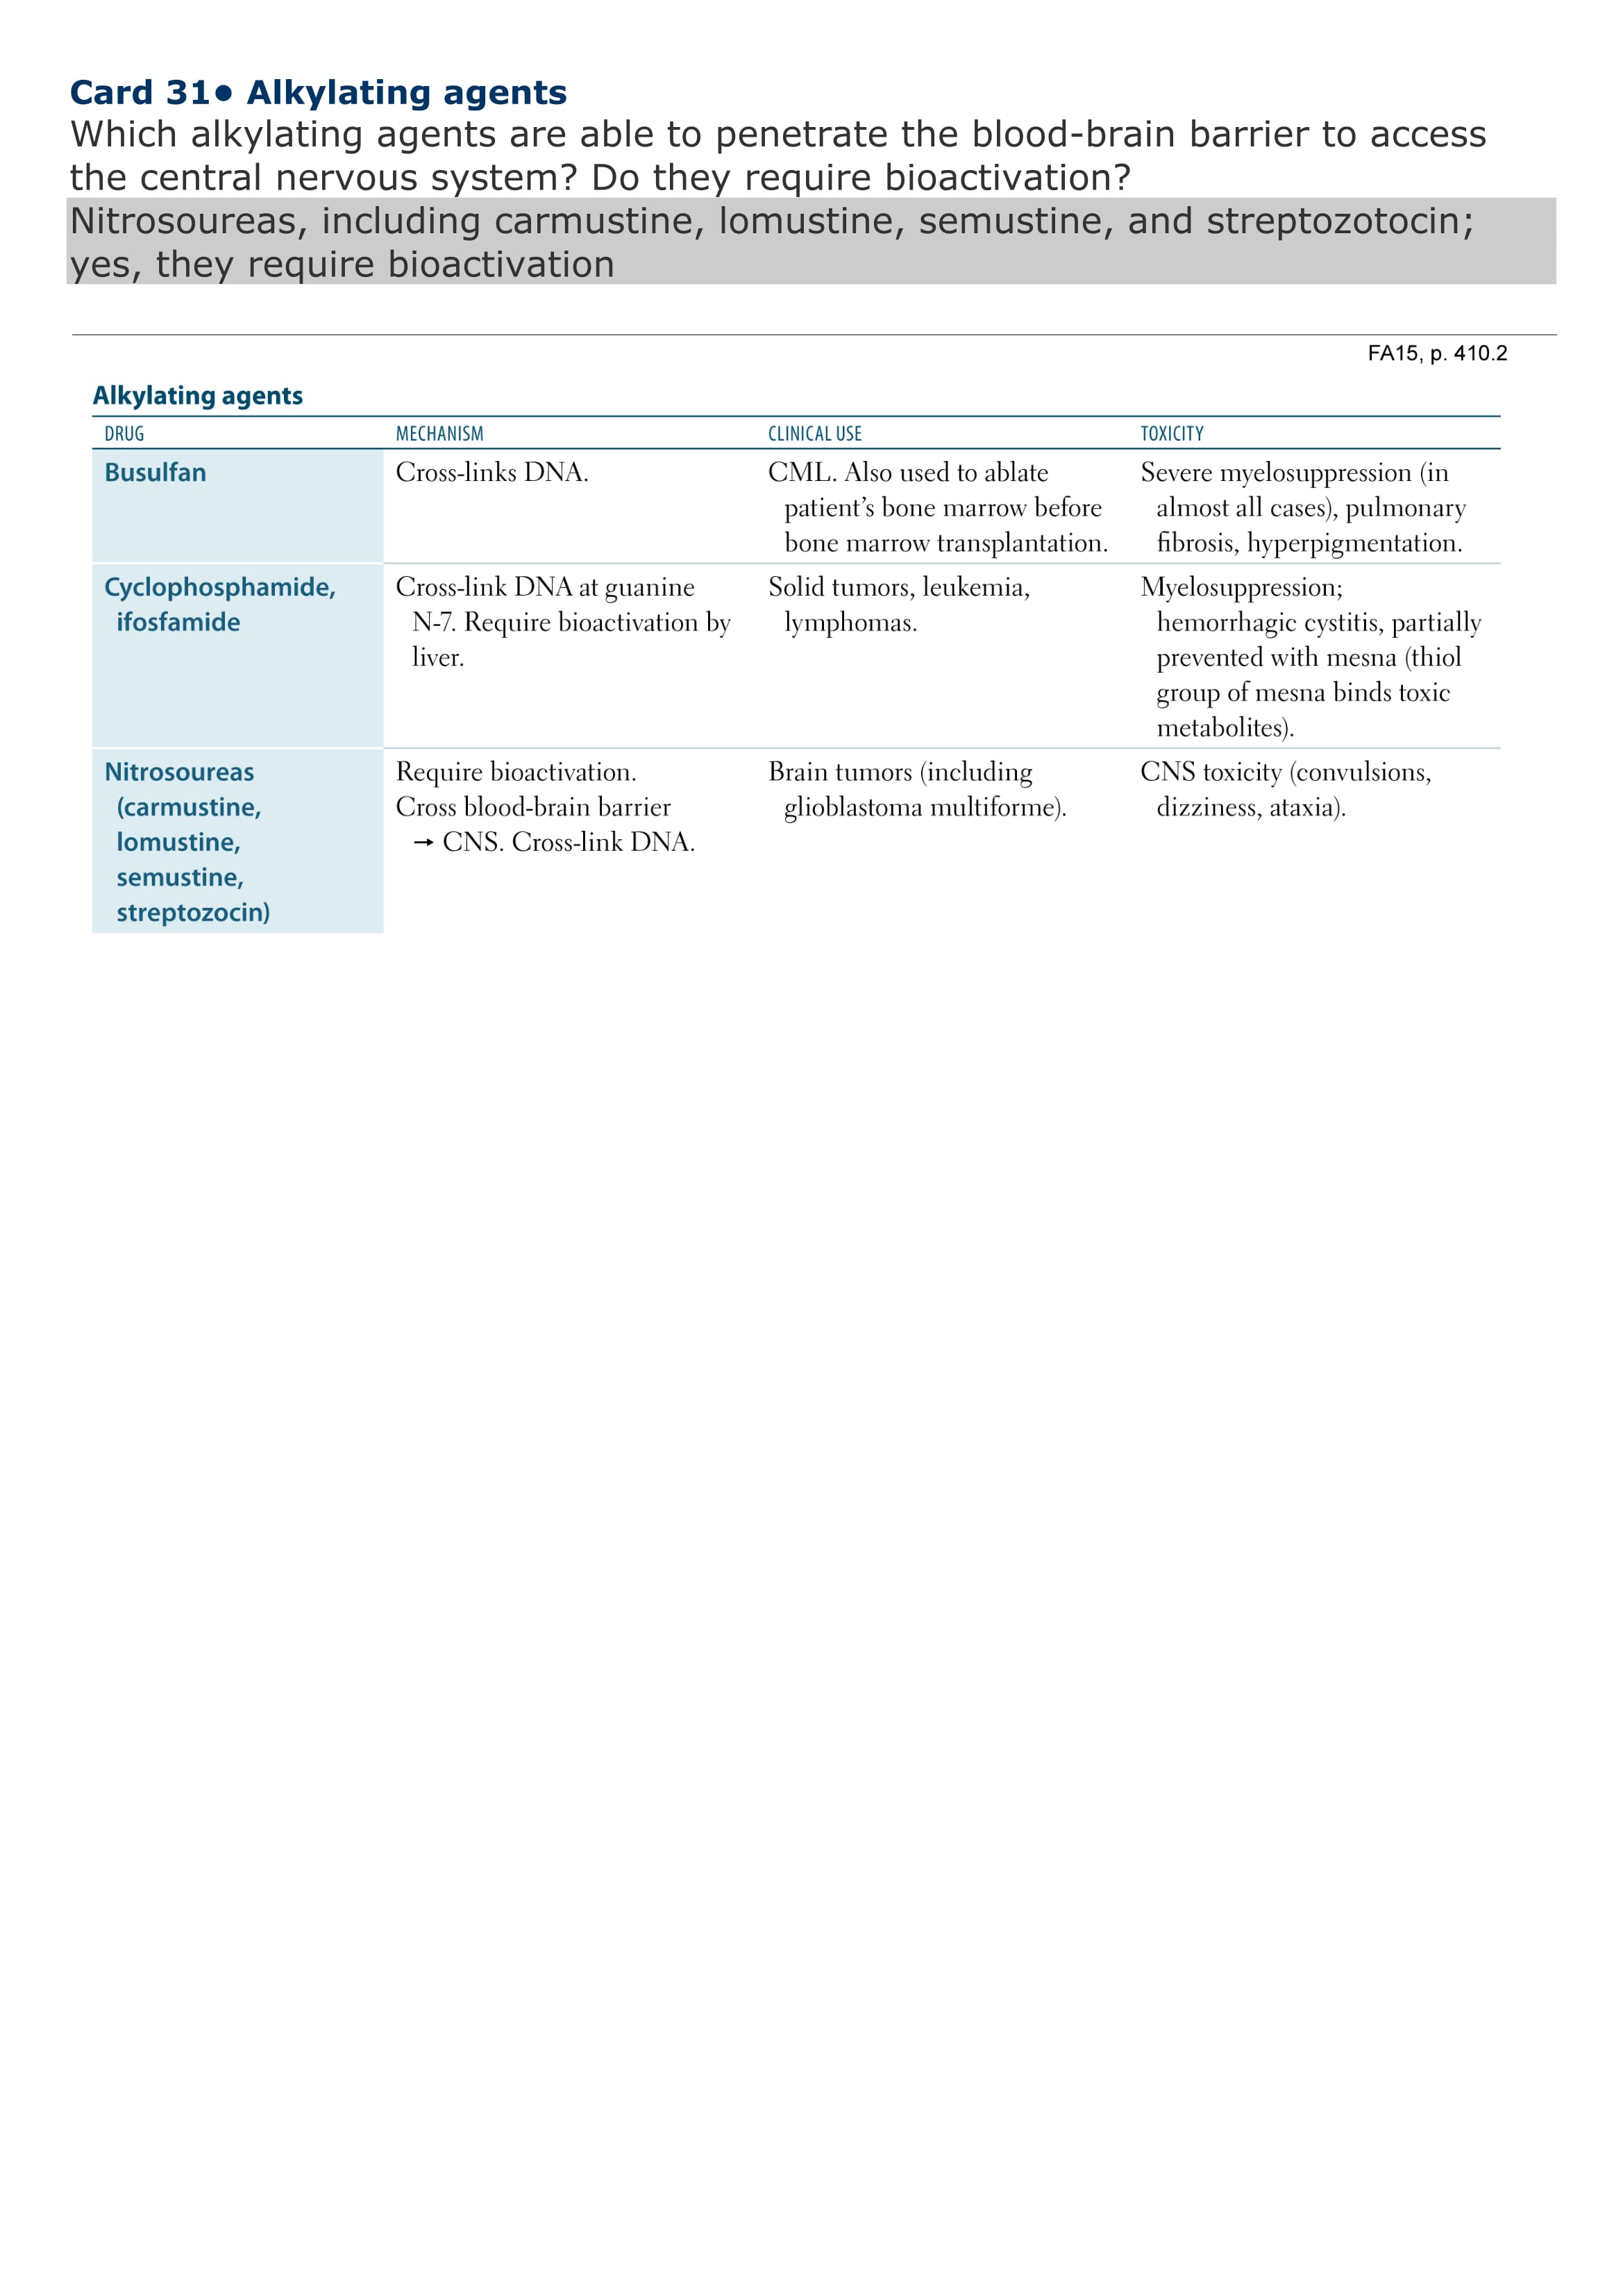 Card 31• Alkylating agents
Which alkylating agents are able to penetrate the blood-brain barrier to access
the central nervous system? Do they require bioactivation?
Nitrosoureas, including carmustine, lomustine, semustine, and streptozotocin;
yes, they require bioactivation
FA15, p. 410.2
Alkylating agents
DRUG MECHANISM CLINICAL USE TOXICITY
Busulfan Cross-links DNA. CML. Also used to ablate Severe myelosuppression (in
patient’s bone marrow before almost all cases), pulmonary
bone marrow transplantation. fibrosis, hyperpigmentation.
Cyclophosphamide, Cross-link DNA at guanine Solid tumors, leukemia, Myelosuppression;
ifosfamide N-7. Require bioactivation by lymphomas. hemorrhagic cystitis, partially
liver. prevented with mesna (thiol
group of mesna binds toxic
metabolites).
Nitrosoureas Require bioactivation. Brain tumors (including CNS toxicity (convulsions,
(carmustine, Cross blood-brain barrier glioblastoma multiforme). dizziness, ataxia).
lomustine, → CNS. Cross-link DNA.
semustine,
streptozocin)